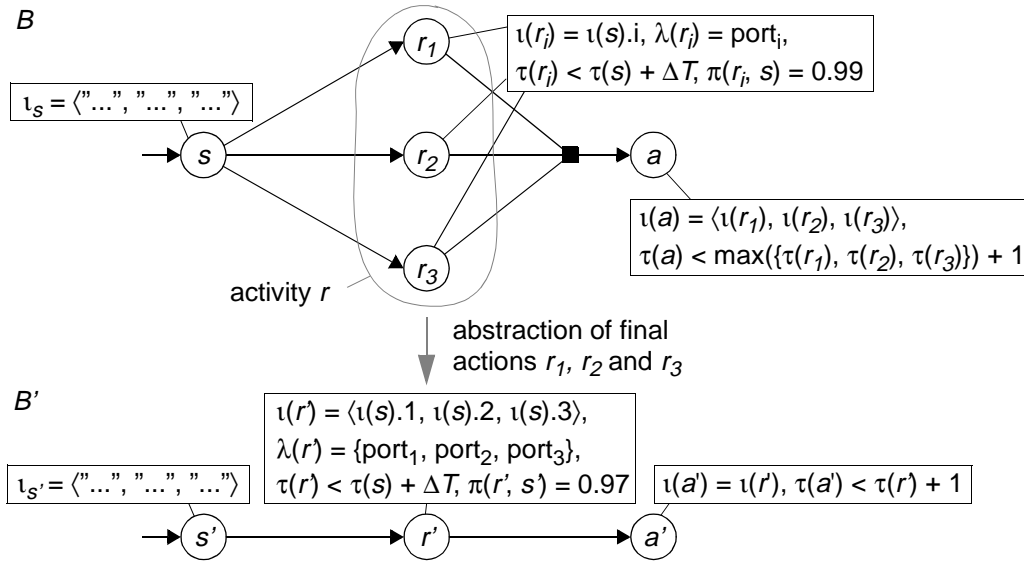 B
r1
ι(ri) = ι(s).i, λ(ri) = porti,
τ(ri) < τ(s) + ΔT, π(ri, s) = 0.99
ιs = ⟨"...", "...", "..."⟩
s
r2
a
ι(a) = ⟨ι(r1), ι(r2), ι(r3)⟩,
τ(a) < max({τ(r1), τ(r2), τ(r3)}) + 1
r3
activity r
abstraction of final
actions r1, r2 and r3
B'
ι(r') = ⟨ι(s).1, ι(s).2, ι(s).3⟩,
λ(r') = {port1, port2, port3},
τ(r') < τ(s) + ΔT, π(r', s') = 0.97
ιs' = ⟨"...", "...", "..."⟩
ι(a') = ι(r'), τ(a') < τ(r') + 1
s'
r'
a'